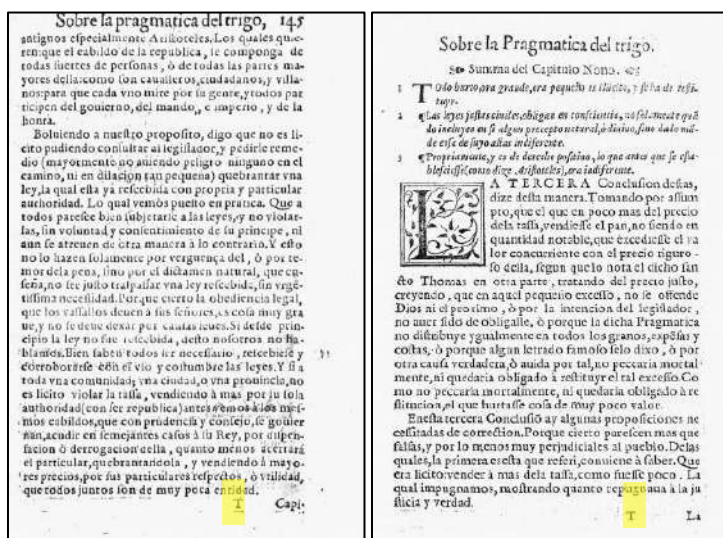 Sobre la pragmatica del trigo, 145
antiguos eſpecialmente Ariſtoteles. Los quales quie-
ren: que el cabildo de la republica, ſe componga de
todas ſuertes de perſonas, ò de todas las partes ma-
yores della: como ſon caualleros, ciudadanos, y villa-
nos: para que cada vno mire por ſu gente, y todos par
ticipen del gouierno, del mando, e imperio, y de la
honra.
Boluiendo a nueſtro propoſito, digo que no es li-
cito pudiendo conſultar al legiſlador, y pedirle reme-
dio (mayormente no auiendo peligro ninguno en el
camino, ni en dilacion tan pequeña) quebrantar vna
ley, la qual eſta ya reſcebida con propria y particular
authoridad. Lo qual vemos pueſto en pratica. Que a
todos pareſce bien ſubjetarſe a las leyes, y no violar-
las, ſin voluntad y conſentimiento de ſu principe, ni
aun ſe atreuen de otra manera à lo contrario. Y eſto
no lo hazen ſolamente por verguença del, ò por te-
mor de la pena, ſino por el dictamen natural, que en-
ſeña, no ſer juſto traſpaſſar vna ley reſcebida, ſin vrgē-
tiſſima neceſſidad. Porque cierto la obediencia legal,
que los vaſſallos deuen à ſus ſeñores, es coſa muy gra
ue, y no ſe deue dexar por cauſas leues. Si deſde prin-
cipio la ley no fue reſcebida, deſto noſotros no ha-
blamos. Bien ſaben todos ſer neceſſario, reſcebirſe y
corroborarſe con el vſo y coſtumbre las leyes. Y ſi a
toda vna comunidad, vna ciudad, o vna prouincia, no
es licito violar la taſſa, vendiendo à mas por ſu ſola
authoridad (con ſer republica) antes vemos à los meſ-
mos cabildos, que con prudencia y conſejo, ſe gouier
nan, acudir en ſemejantes caſos à ſu Rey, por diſpen-
ſacion ò derrogacion della, quanto menos acertarà
el particular, quebrantandola, y vendiendo à mayo-
res precios, por ſus particulares reſpectos, ò vtilidad,
que todos juntos ſon de muy poca entidad.
T Capi-
Sobre la Pragmatica del trigo.
Summa del Capitulo Nono.
1 TOdo hurto, ora grande, ora pequeño es illicito, y ſe ha de reſti-
tuyr.
2 ¶ Las leyes juſtas ciuiles, obligan en conſcientia, no ſolamente quā
do incluyen en ſi algun precepto natural, ò diuino, ſino dado mā-
de coſa de ſuyo aſſas indiferente.
3 ¶ Propriamente, y es de derecho poſitiuo, lo que antes que ſe eſta-
bleſcieſſe (como dize Ariſtoteles), era indiferente.
LA TERCERA Concluſion deſtas,
dize deſta manera. Tomando por aſſum
pto, que el que en poco mas del precio
dela taſſa, vendieſſe el pan, no ſiendo en
quantidad notable, que excedieſſe el va
lor concurriente con el precio riguro-
ſo della, ſegun que lo nota el dicho ſan
cto Thomas en otra parte, tratando del precio juſto,
creyendo, que en aquel pequeño exceſſo, no ſe offende
Dios ni el proximo, ò por la intencion del legiſlador,
no auer ſido de obligalle, ò porque la dicha Pragmatica
no diſtribuye ygualmente en todos los granos, expēſas y
coſtas, ò porque algun letrado famoſo ſelo dixo, ò por
otra cauſa verdadera, ò auida por tal, no peccaria mortal
mente, ni quedaria obligado à reſtituyr el tal exceſſo. Co
mo no peccaria mortalmente, ni quedaria obligado à re
ſtitucion, el que hurtaſſe coſa de muy poco valor.
Eneſta tercera Concluſiō ay algunas propoſiciones ne
ceſſitadas de correction. Porque cierto pareſcen mas que
falſas, y por lo menos muy perjudiciales al pueblo. Delas
quales, la primera es eſta que referi, conuiene à ſaber. Que
era licito: vender à mas dela taſſa, como fueſſe poco. La
qual impugnamos, moſtrando quanto repugnaua à la ju
ſticia y verdad.
T La